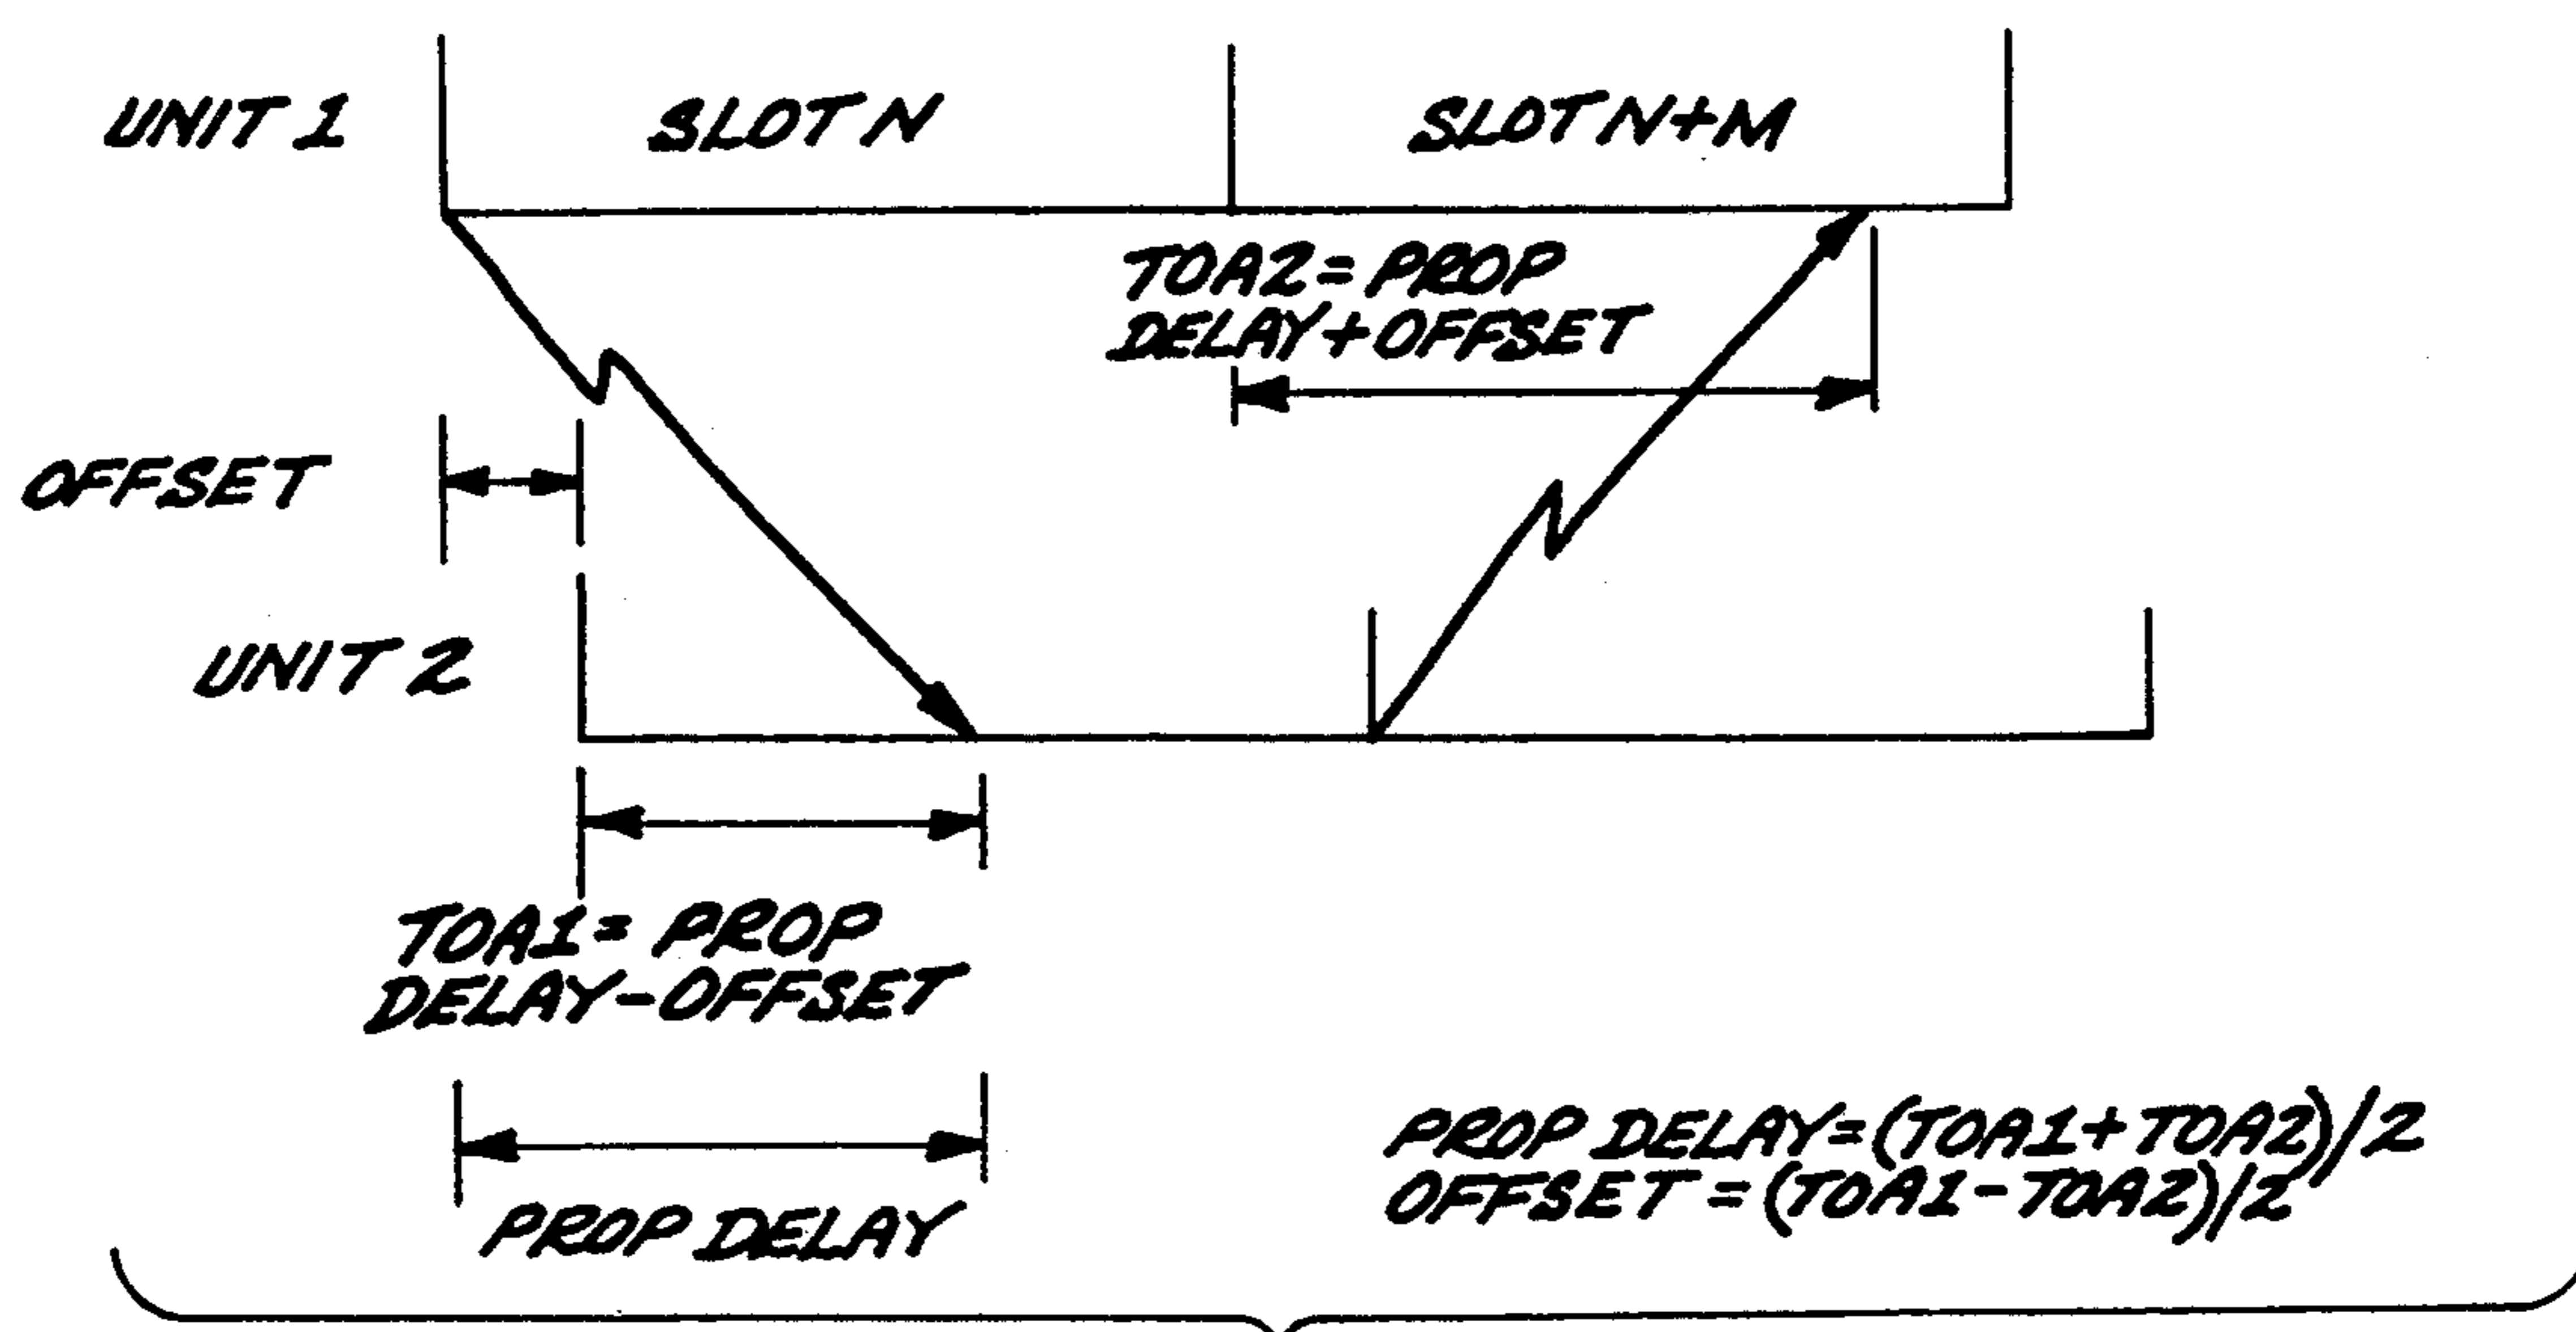 UNIT 1
SLOT N
SLOT N+M
TOA2= PROP
DELAY+OFFSET
OFFSET
UNIT 2
TOA1= PROP
DELAY-OFFSET
PROP DELAY
PROP DELAY=(TOA1+TOA2)/2
OFFSET =(TOA1-TOA2)/2